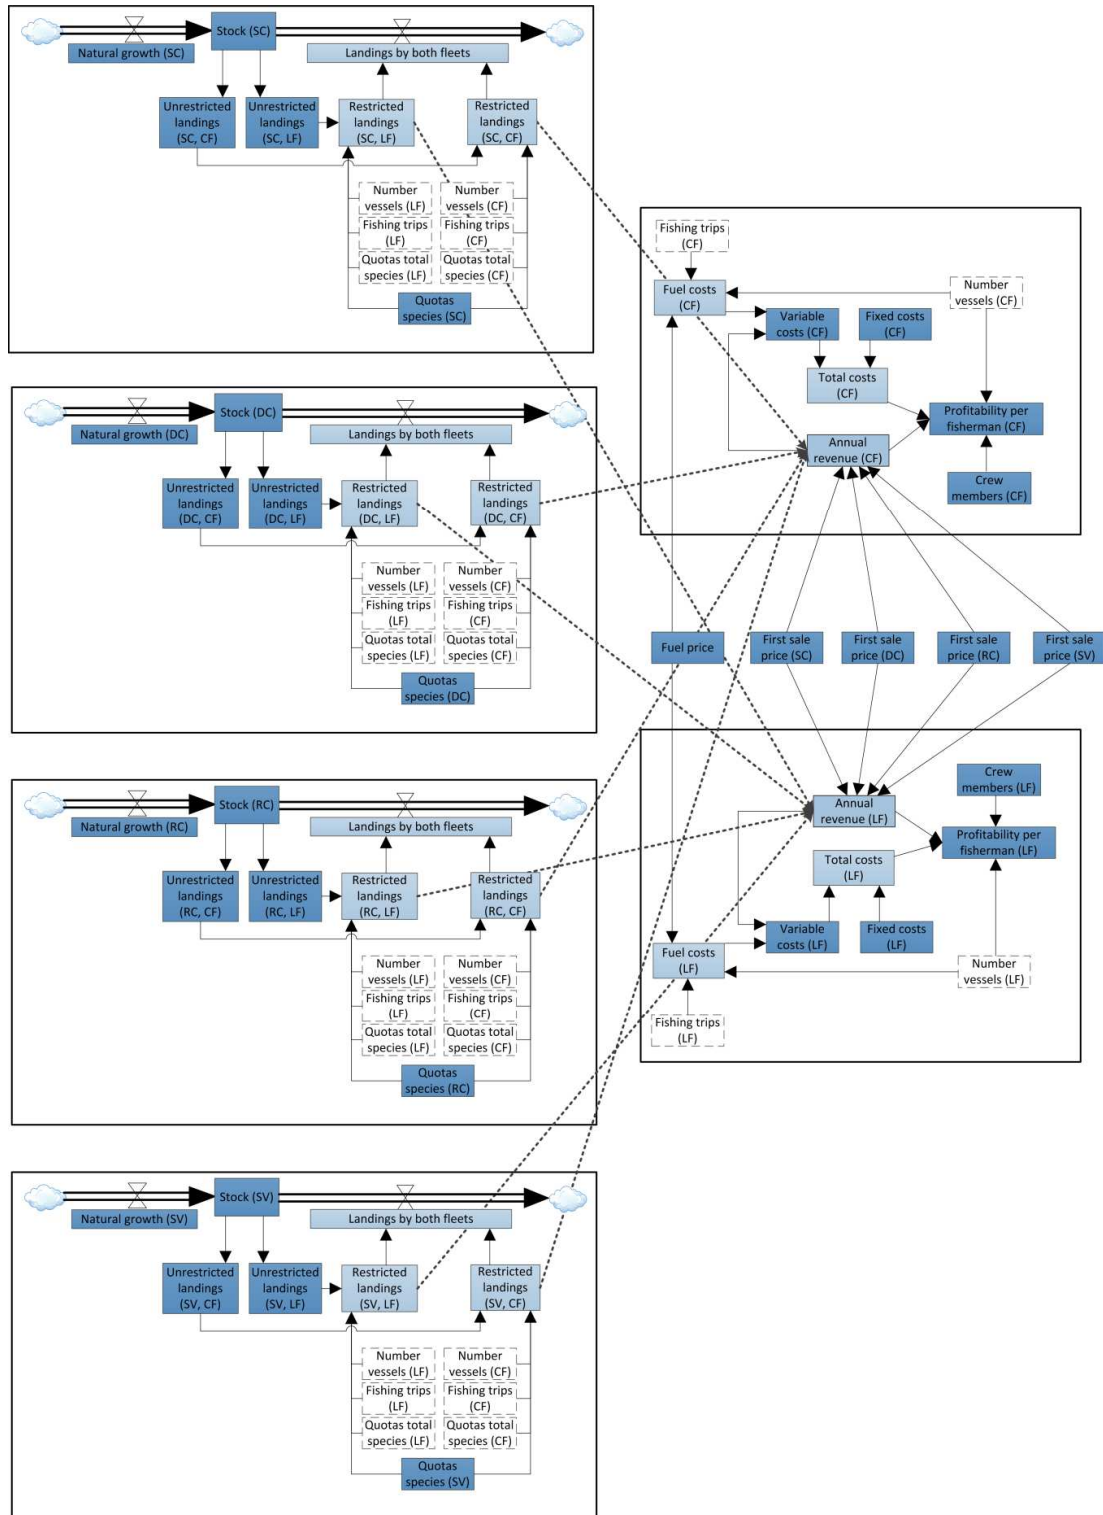 Stock (SC)
Natural growth (SC)
Landings by both fleets
Unrestricted
landings
(SC, CF)
Unrestricted
landings
(SC, LF)
Restricted
landings
(SC, LF)
Restricted
landings
(SC, CF)
Number
vessels (LF)
Number
vessels (CF)
Fishing trips
(LF)
Fishing trips
(CF)
Quotas total
species (LF)
Quotas total
species (CF)
Quotas
species (SC)
Stock (DC)
Natural growth (DC)
Landings by both fleets
Unrestricted
landings
(DC, CF)
Unrestricted
landings
(DC, LF)
Restricted
landings
(DC, LF)
Restricted
landings
(DC, CF)
Number
vessels (LF)
Number
vessels (CF)
Fishing trips
(LF)
Fishing trips
(CF)
Quotas total
species (LF)
Quotas total
species (CF)
Quotas
species (DC)
Stock (RC)
Natural growth (RC)
Landings by both fleets
Unrestricted
landings
(RC, CF)
Unrestricted
landings
(RC, LF)
Restricted
landings
(RC, LF)
Restricted
landings
(RC, CF)
Number
vessels (LF)
Number
vessels (CF)
Fishing trips
(LF)
Fishing trips
(CF)
Quotas total
species (LF)
Quotas total
species (CF)
Quotas
species (RC)
Stock (SV)
Natural growth (SV)
Landings by both fleets
Unrestricted
landings
(SV, CF)
Unrestricted
landings
(SV, LF)
Restricted
landings
(SV, LF)
Restricted
landings
(SV, CF)
Number
vessels (LF)
Number
vessels (CF)
Fishing trips
(LF)
Fishing trips
(CF)
Quotas total
species (LF)
Quotas total
species (CF)
Quotas
species (SV)
Fishing trips
(CF)
Fuel costs
(CF)
Number
vessels (CF)
Variable
costs (CF)
Fixed costs
(CF)
Total costs
(CF)
Profitability per
fisherman (CF)
Annual
revenue (CF)
Crew
members (CF)
Fuel price
First sale
price (SC)
First sale
price (DC)
First sale
price (RC)
First sale
price (SV)
Crew
members (LF)
Annual
revenue (LF)
Profitability per
fisherman (LF)
Total costs
(LF)
Variable
costs (LF)
Fixed costs
(LF)
Fuel costs
(LF)
Number
vessels (LF)
Fishing trips
(LF)